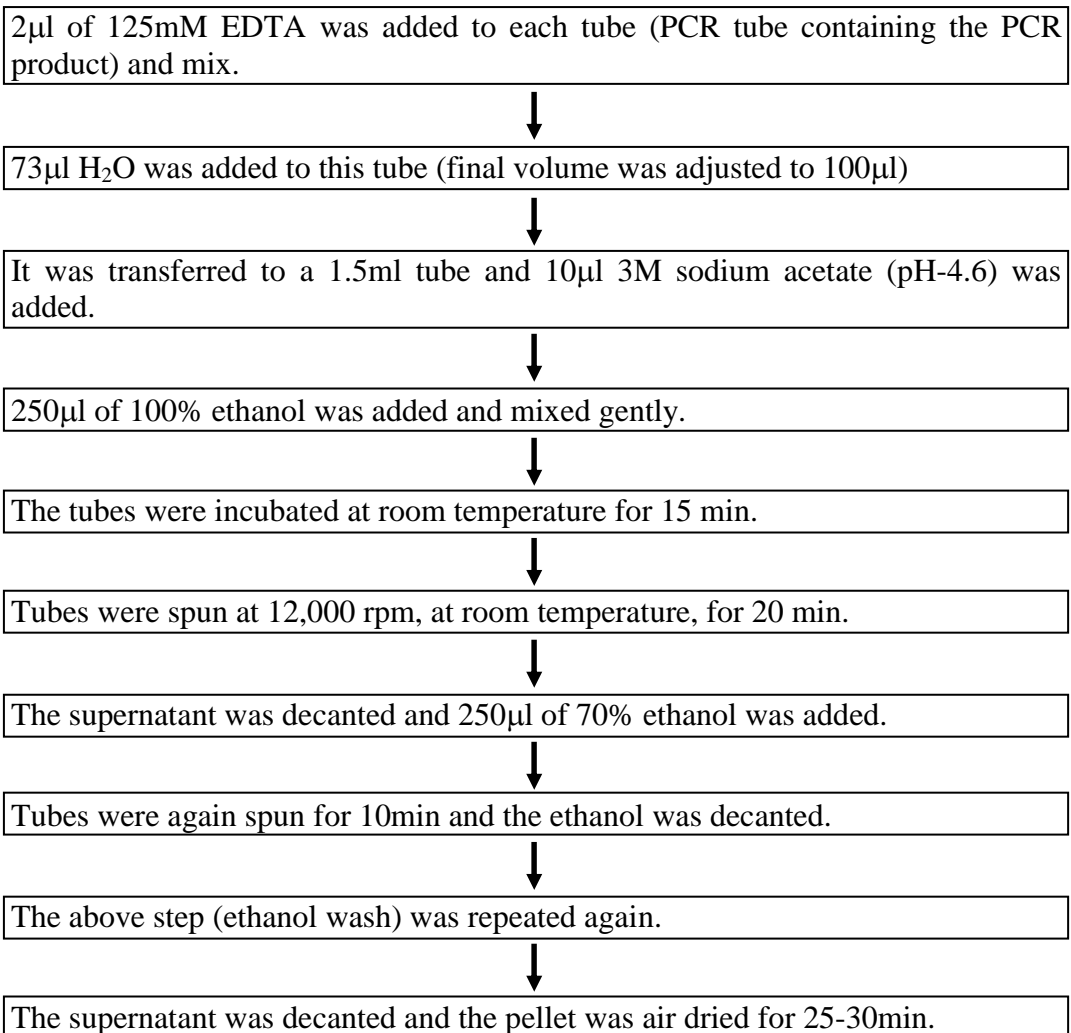 2μl of 125mM EDTA was added to each tube (PCR tube containing the PCR
product) and mix.
73μl H₂O was added to this tube (final volume was adjusted to 100μl)
It was transferred to a 1.5ml tube and 10μl 3M sodium acetate (pH-4.6) was
added.
250μl of 100% ethanol was added and mixed gently.
The tubes were incubated at room temperature for 15 min.
Tubes were spun at 12,000 rpm, at room temperature, for 20 min.
The supernatant was decanted and 250μl of 70% ethanol was added.
Tubes were again spun for 10min and the ethanol was decanted.
The above step (ethanol wash) was repeated again.
The supernatant was decanted and the pellet was air dried for 25-30min.